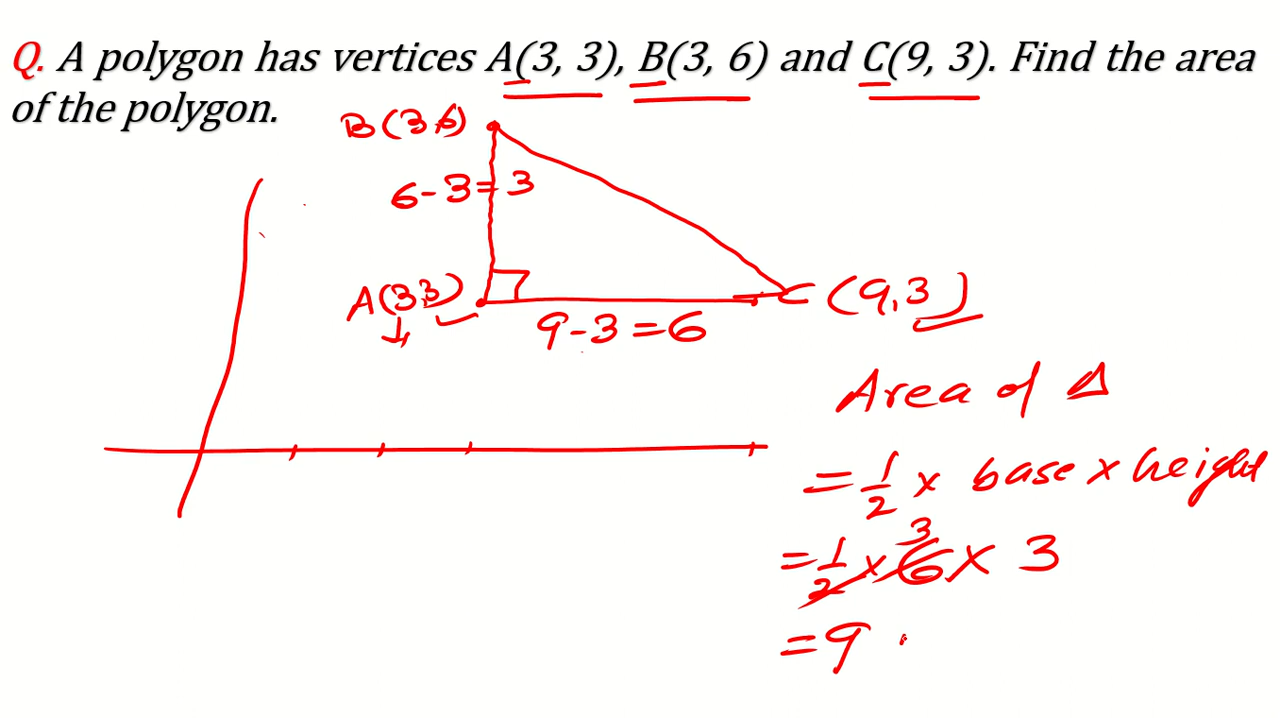 Q. A polygon has vertices A(3, 3), B(3, 6) and C(9, 3). Find the area
of the polygon.
B (3,6)
6-3=3
A(3,3)
C (9,3)
9-3=6
Area of Δ
= 1/2 × base × height
= 1/2 × 6 3 × 3
= 9